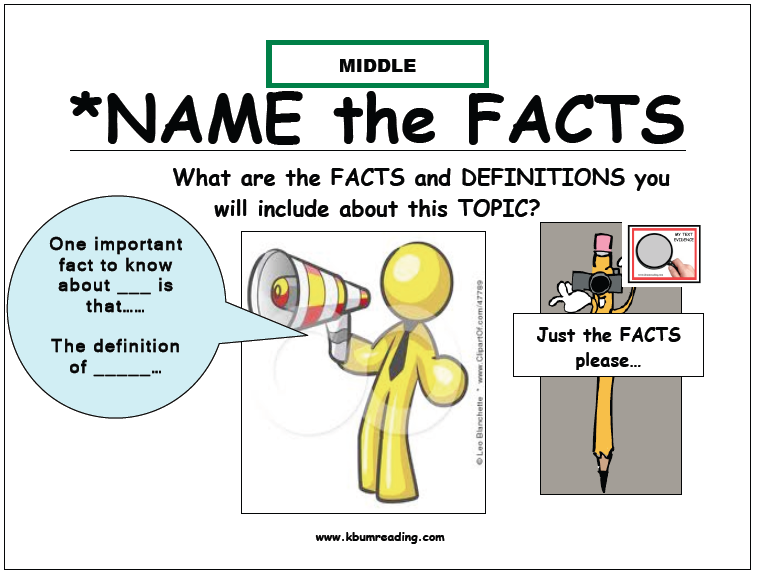 MIDDLE
*NAME the FACTS
What are the FACTS and DEFINITIONS you
will include about this TOPIC?
One important
fact to know
about ___ is
that……
The definition
of _____…
© Leo Blanchette * www.ClipartOf.com/47789
MY TEXT
EVIDENCE
Just the FACTS
please…
www.kbumreading.com